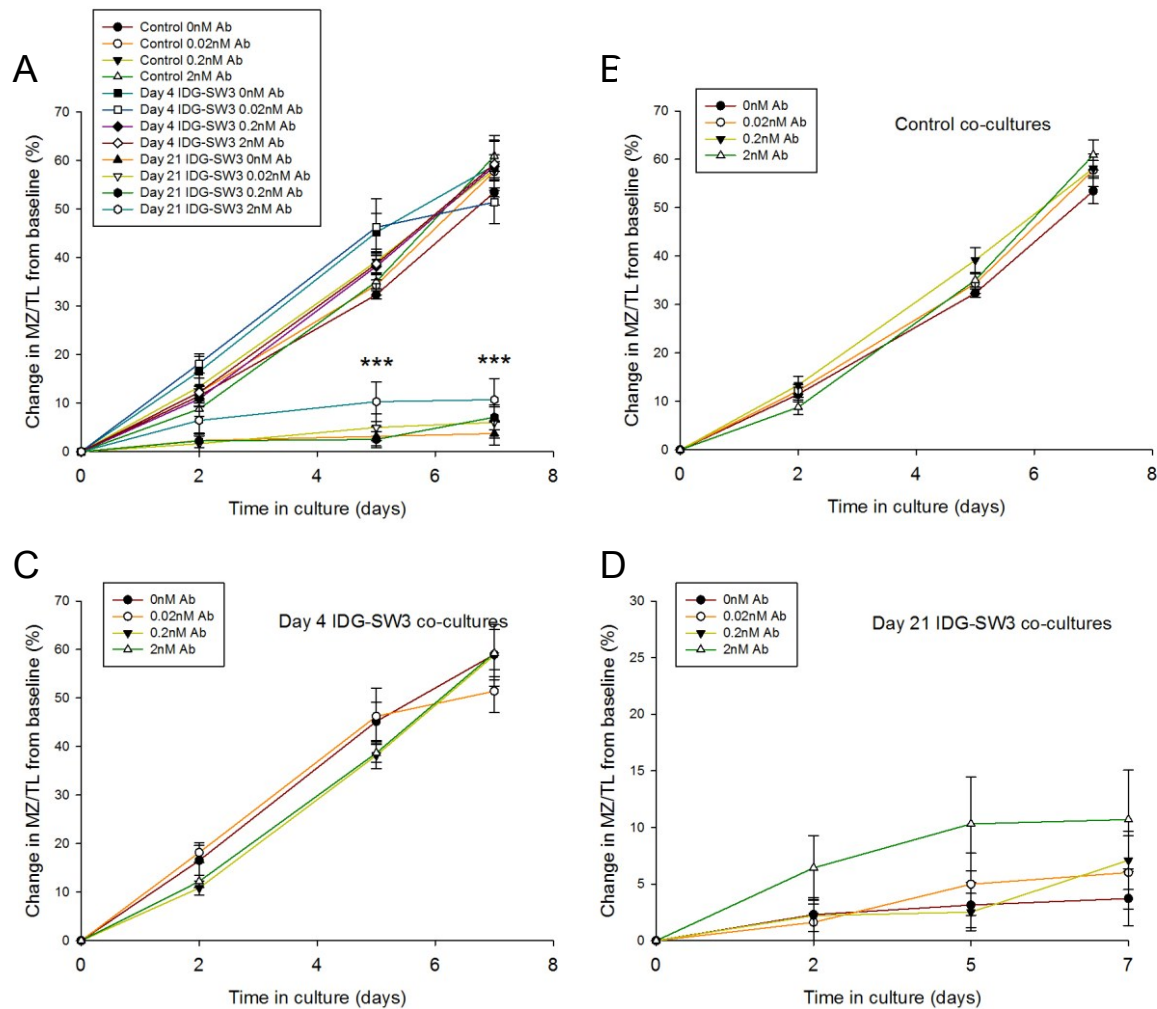 A
Control 0nM Ab
Control 0.02nM Ab
Control 0.2nM Ab
Control 2nM Ab
Day 4 IDG-SW3 0nM Ab
Day 4 IDG-SW3 0.02nM Ab
Day 4 IDG-SW3 0.2nM Ab
Day 4 IDG-SW3 2nM Ab
Day 21 IDG-SW3 0nM Ab
Day 21 IDG-SW3 0.02nM Ab
Day 21 IDG-SW3 0.2nM Ab
Day 21 IDG-SW3 2nM Ab
Change in MZ/TL from baseline (%)
70
60
50
40
30
20
10
0
*** ***
0 2 4 6 8
Time in culture (days)
B
0nM Ab
0.02nM Ab
0.2nM Ab
2nM Ab
Control co-cultures
Change in MZ/TL from baseline (%)
70
60
50
40
30
20
10
0
0 2 4 6 8
Time in culture (days)
C
0nM Ab
0.02nM Ab
0.2nM Ab
2nM Ab
Day 4 IDG-SW3 co-cultures
Change in MZ/TL from baseline (%)
70
60
50
40
30
20
10
0
0 2 4 6 8
Time in culture (days)
D
0nM Ab
0.02nM Ab
0.2nM Ab
2nM Ab
Day 21 IDG-SW3 co-cultures
Change in MZ/TL from baseline (%)
30
25
20
15
10
5
0
0 2 5 7
Time in culture (days)